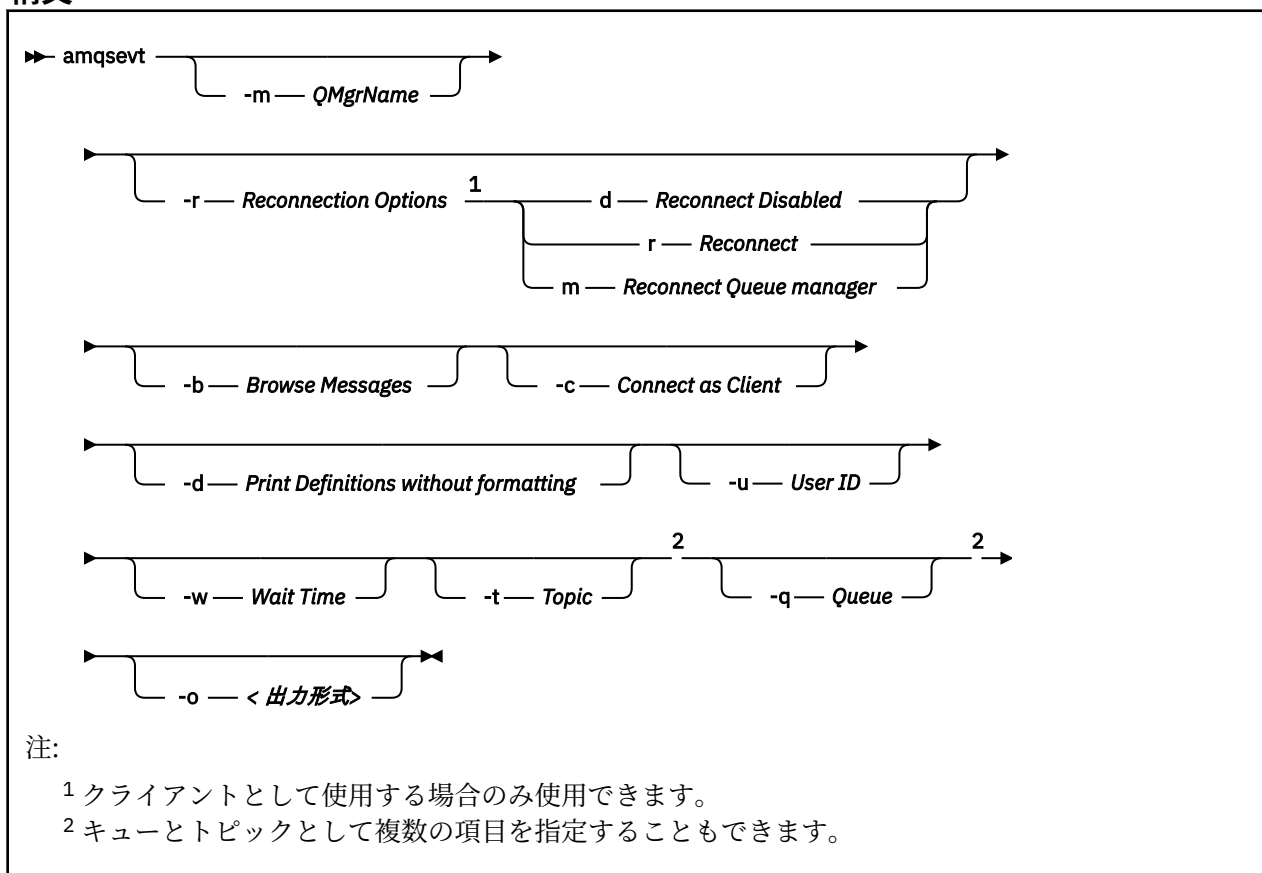 amqsevt
-m QMgrName
-r Reconnection Options 1 d Reconnect Disabled
r Reconnect
m Reconnect Queue manager
-b Browse Messages -c Connect as Client
-d Print Definitions without formatting -u User ID
2 2
-w Wait Time -t Topic -q Queue
-o < 出力形式>
注:
1 クライアントとして使用する場合のみ使用できます。
2 キューとトピックとして複数の項目を指定することもできます。